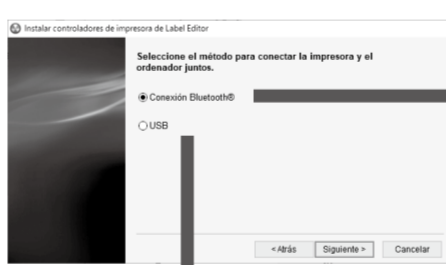 Instalar controladores de impresora de Label Editor
Seleccione el método para conectar la impresora y el
ordenador juntos.
Conexión Bluetooth®
USB
< Atrás
Siguiente >
Cancelar